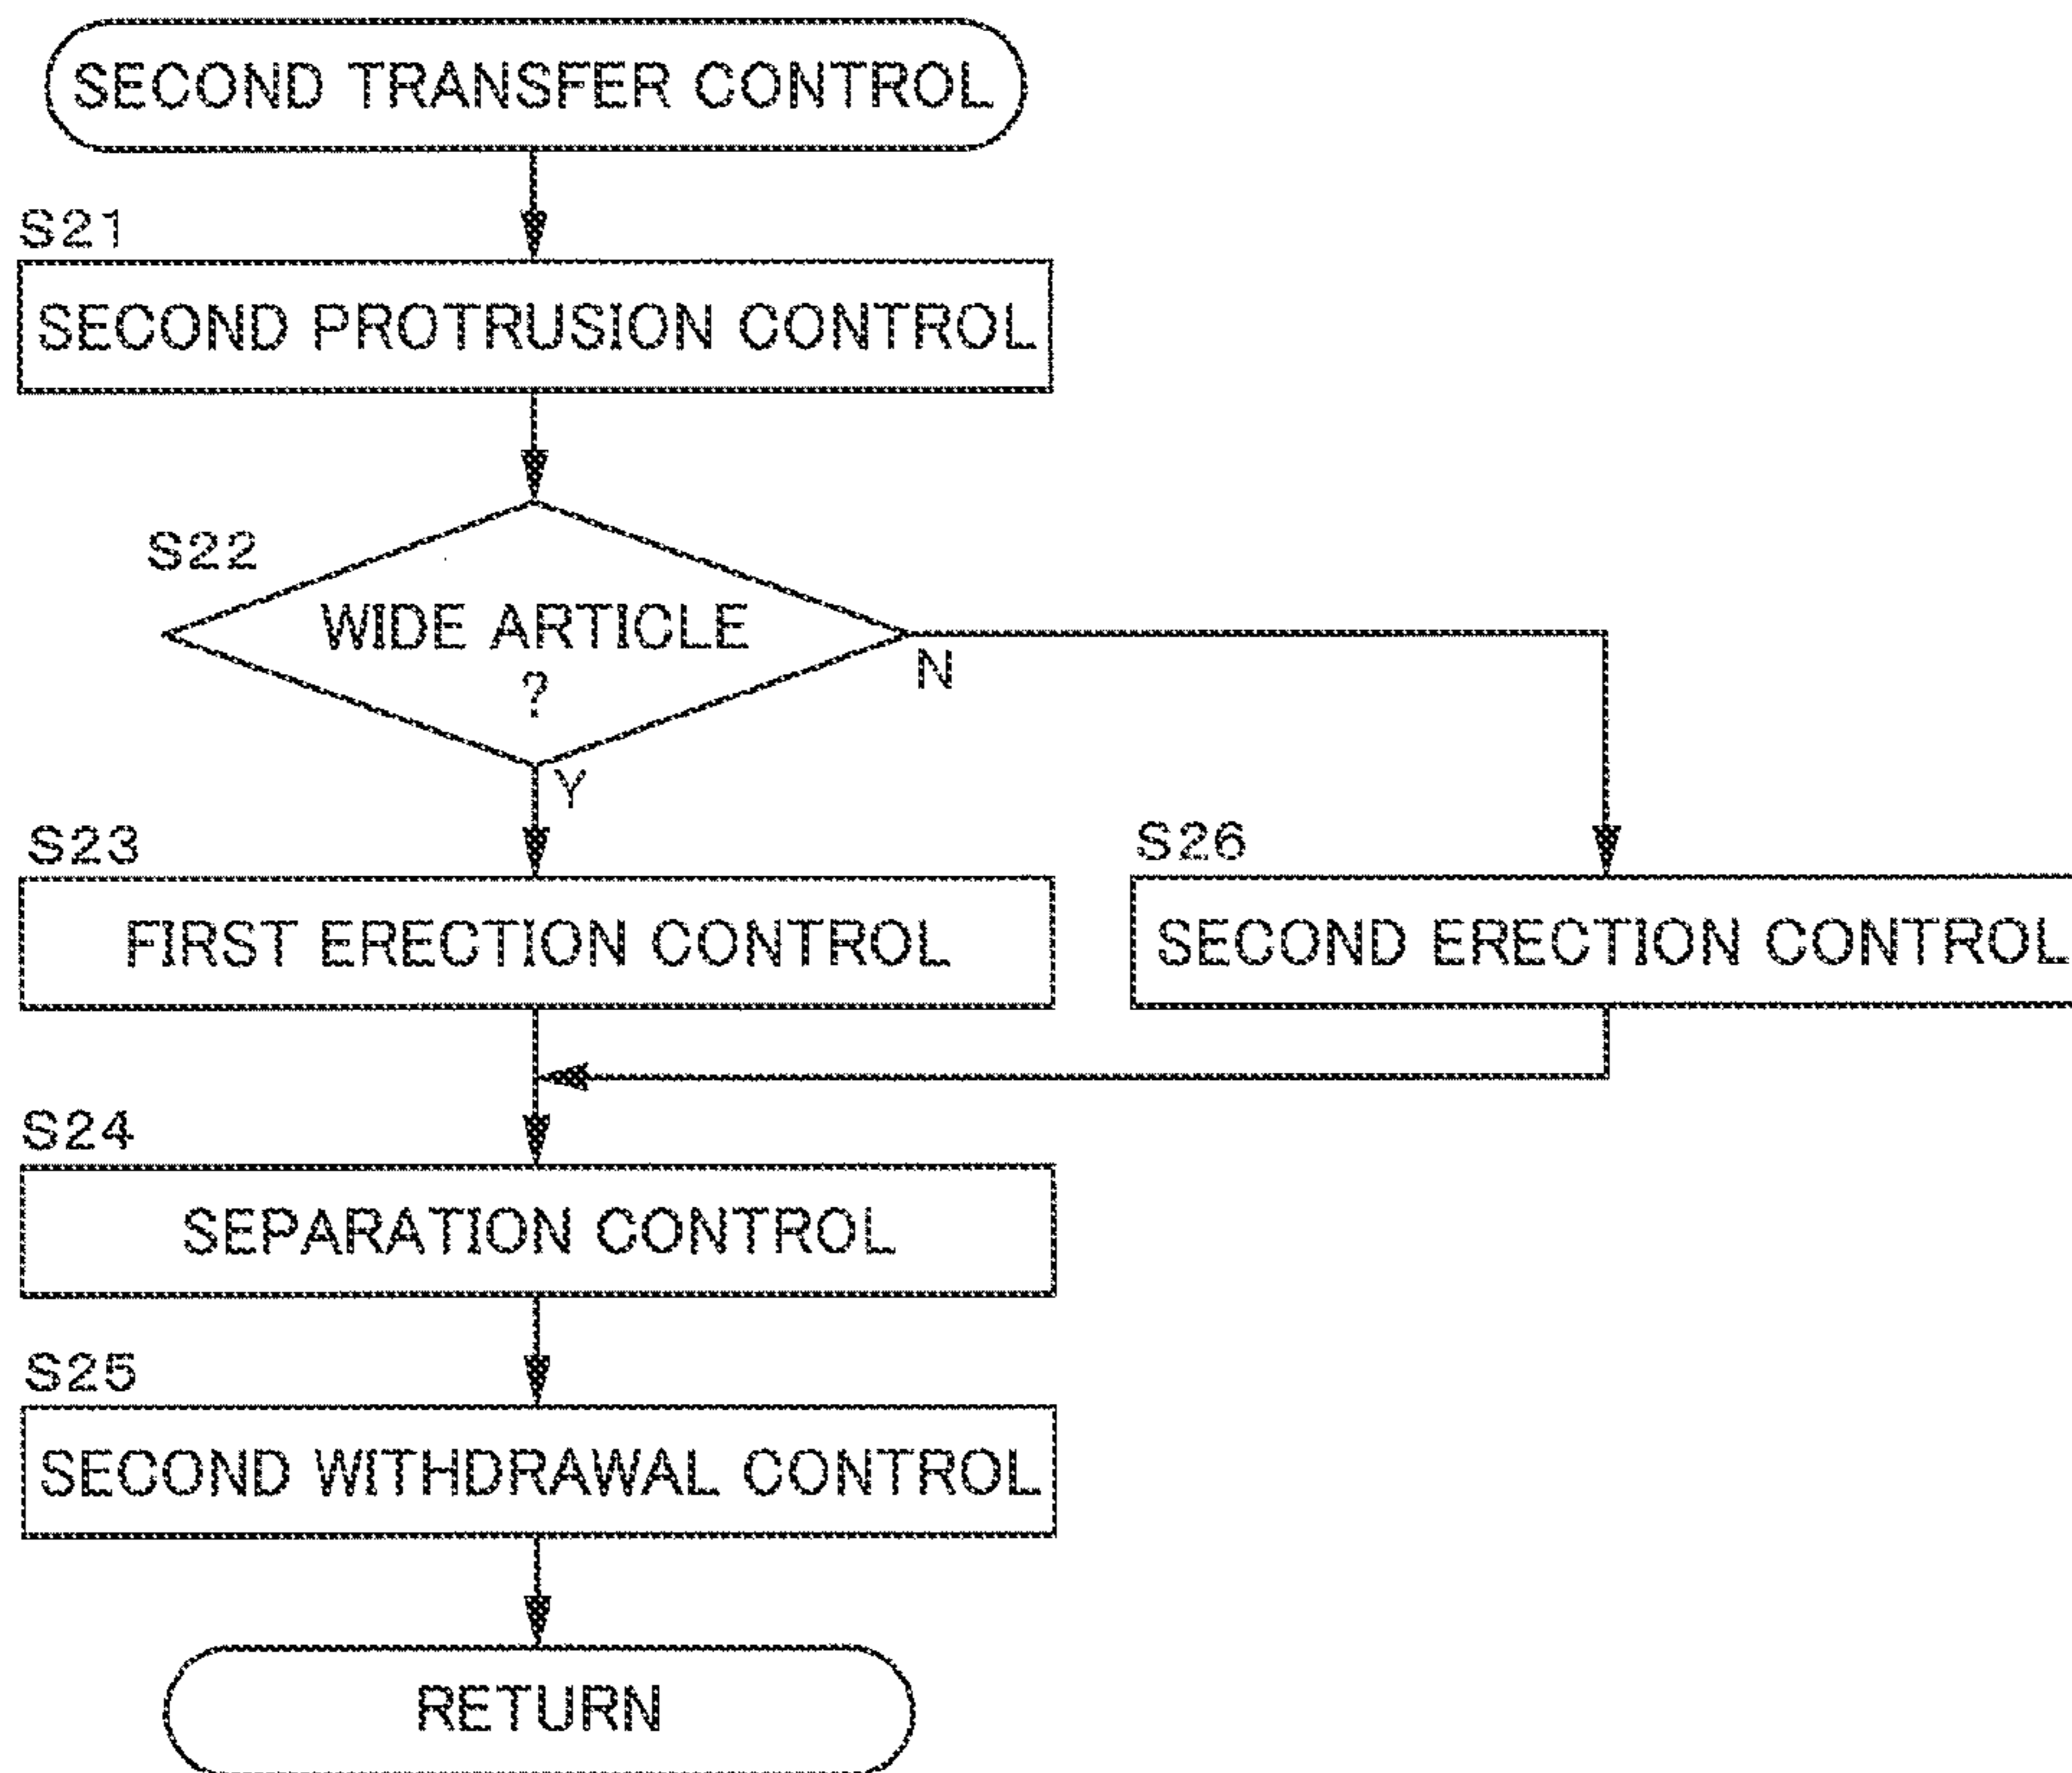 SECOND TRANSFER CONTROL
S21
SECOND PROTRUSION CONTROL
S22
WIDE ARTICLE
?
N
Y
S23
FIRST ERECTION CONTROL
S26
SECOND ERECTION CONTROL
S24
SEPARATION CONTROL
S25
SECOND WITHDRAWAL CONTROL
RETURN